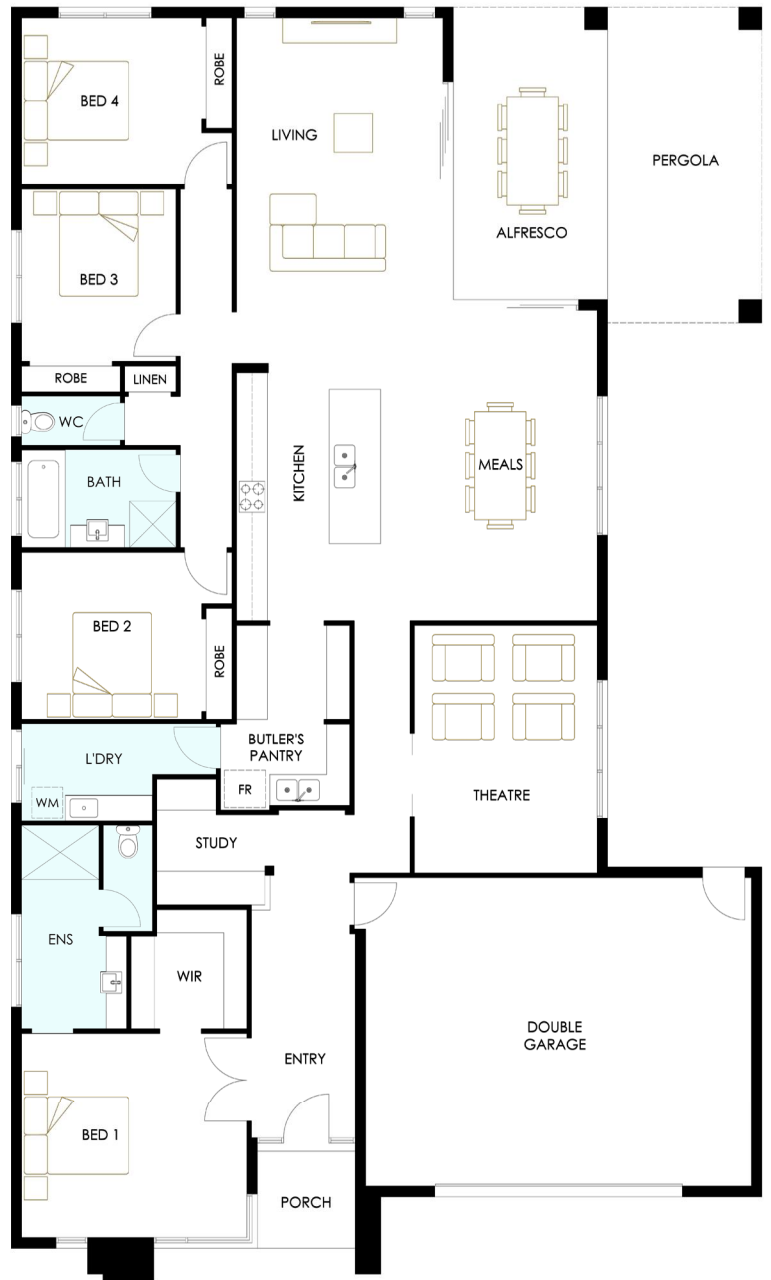 BED 4
ROBE
LIVING
ALFRESCO
PERGOLA
BED 3
ROBE
LINEN
WC
BATH
KITCHEN
MEALS
BED 2
ROBE
L'DRY
WM
BUTLER'S
PANTRY
FR
THEATRE
STUDY
ENS
WIR
ENTRY
DOUBLE
GARAGE
BED 1
PORCH